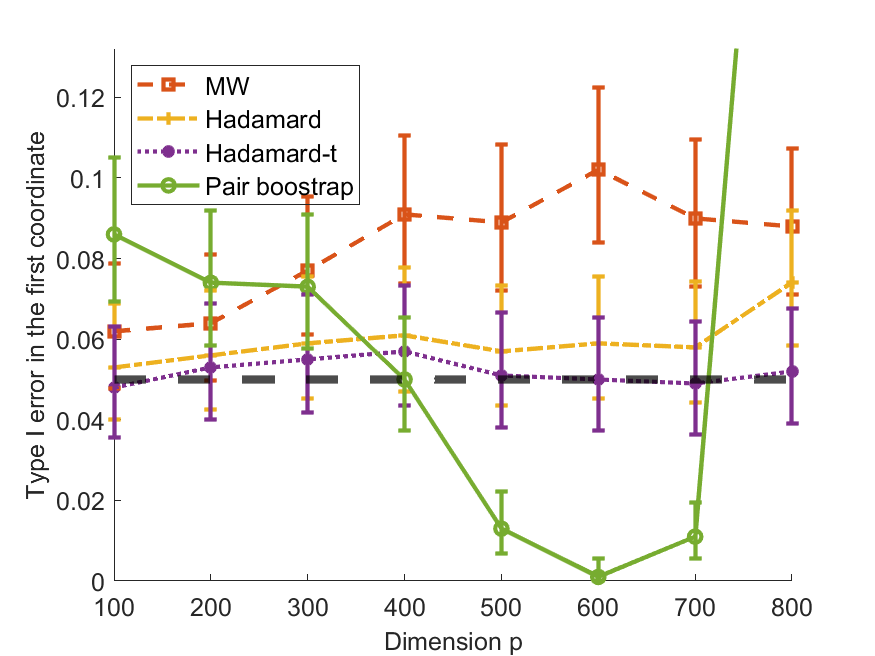 MW
Hadamard
Hadamard-t
Pair boostrap
Type I error in the first coordinate
0.12
0.1
0.08
0.06
0.04
0.02
0
100 200 300 400 500 600 700 800
Dimension p